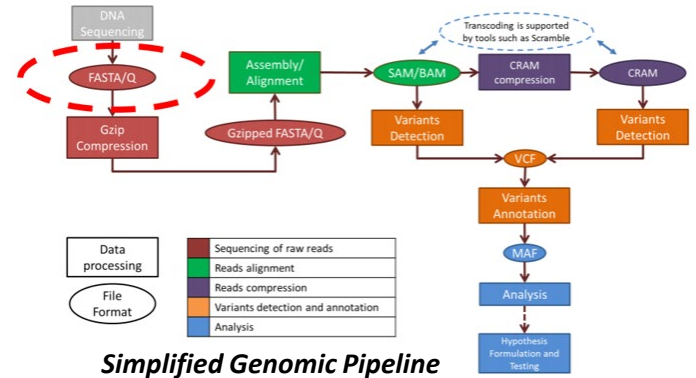 DNA
Sequencing
FASTA/Q
Gzip
Compression
Gzipped FASTA/Q
Assembly/
Alignment
SAM/BAM
CRAM
compression
CRAM
Transcoding is supported
by tools such as Scramble
Variants
Detection
Variants
Detection
VCF
Variants
Annotation
MAF
Analysis
Hypothesis
Formulation and
Testing
Data
processing
File
Format
Sequencing of raw reads
Reads alignment
Reads compression
Variants detection and annotation
Analysis
Simplified Genomic Pipeline